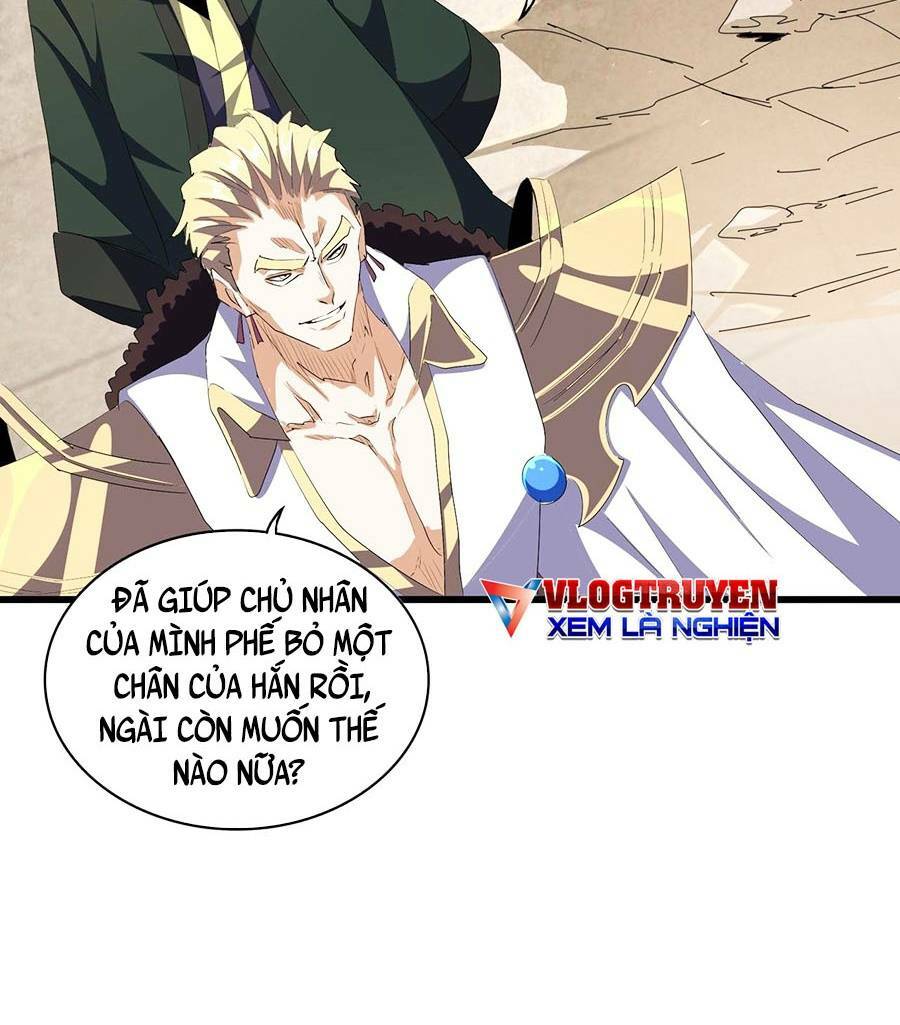 VLOGTRUYEN
XEM LÀ NGHIỆN
ĐÃ GIÚP CHỦ NHÂN
CỦA MÌNH PHẾ BỎ MỘT
CHÂN CỦA HẮN RỒI,
NGÀI CÒN MUỐN THẾ
NÀO NỮA?